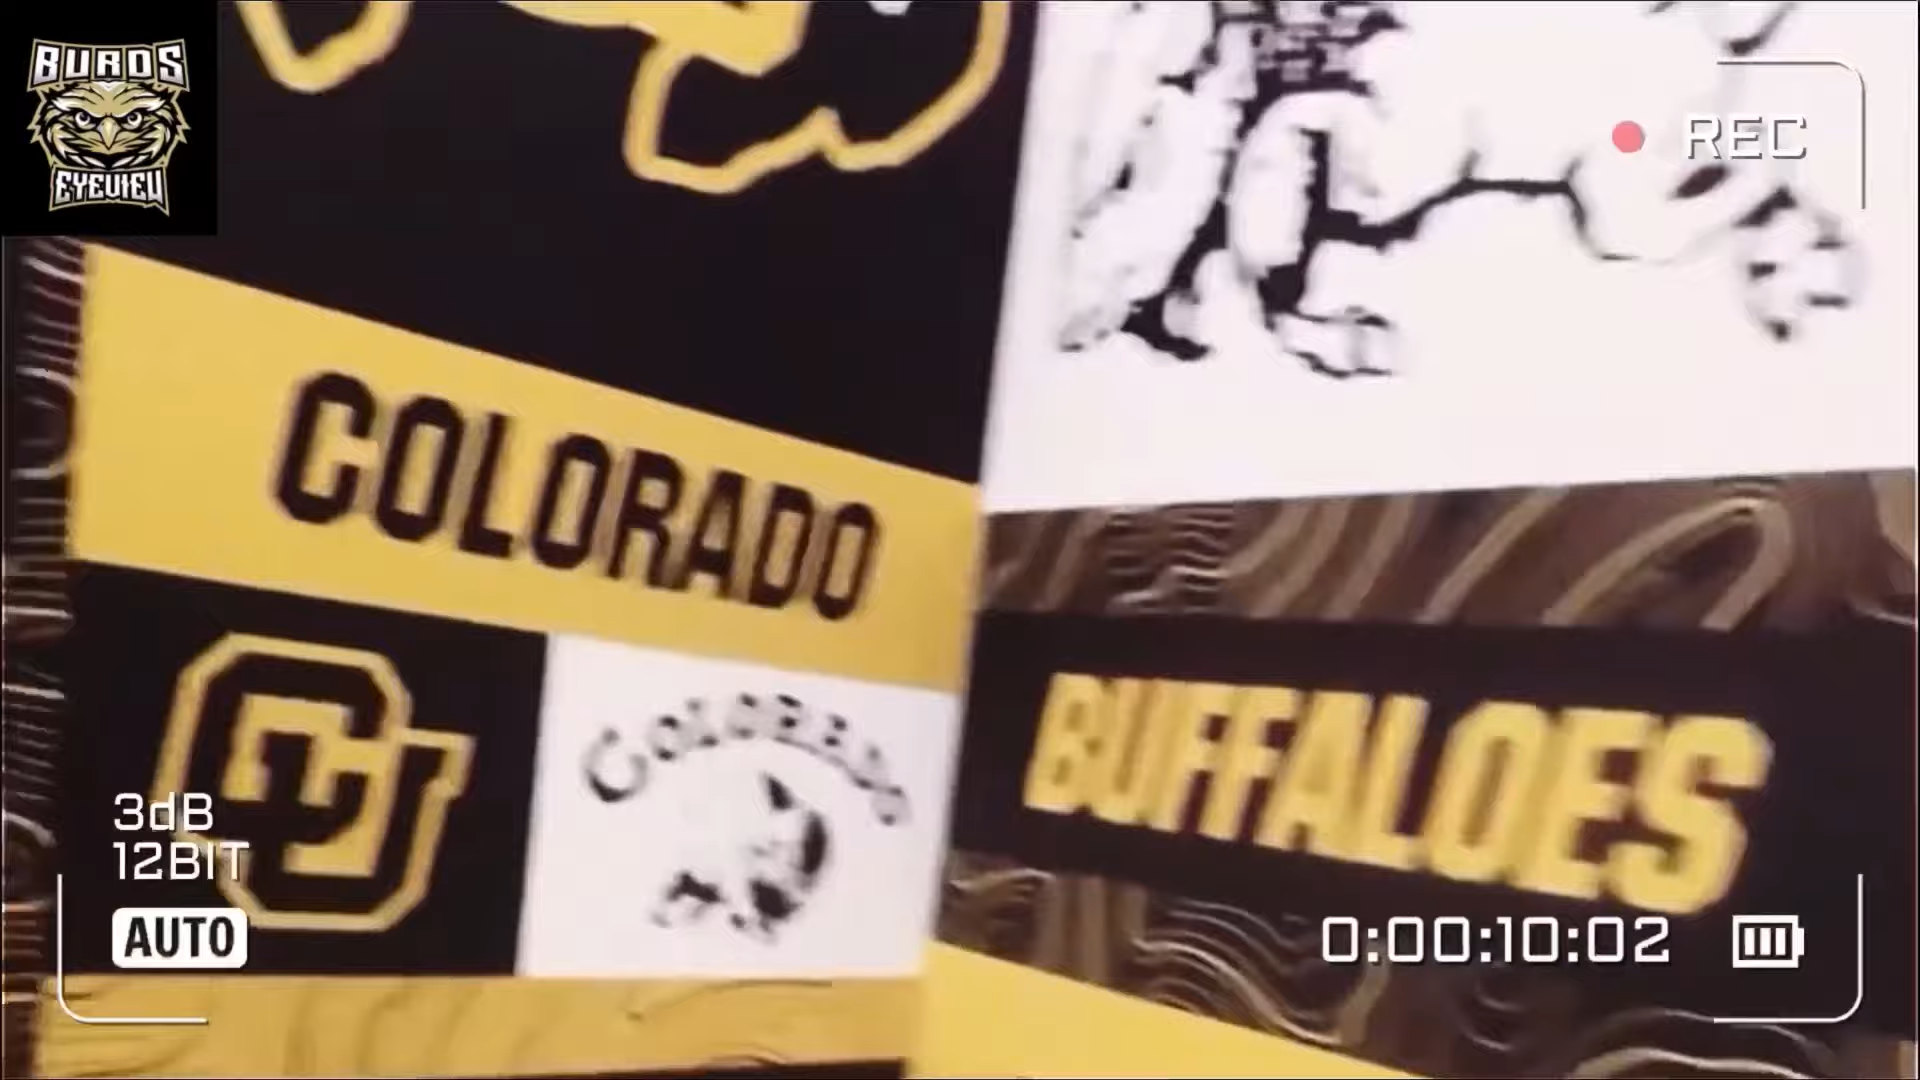 BURDS
EYEVIEW
REC
COLORADO
CU
COLORADO
BUFFALOES
3dB
12BIT
AUTO
0:00:10:02